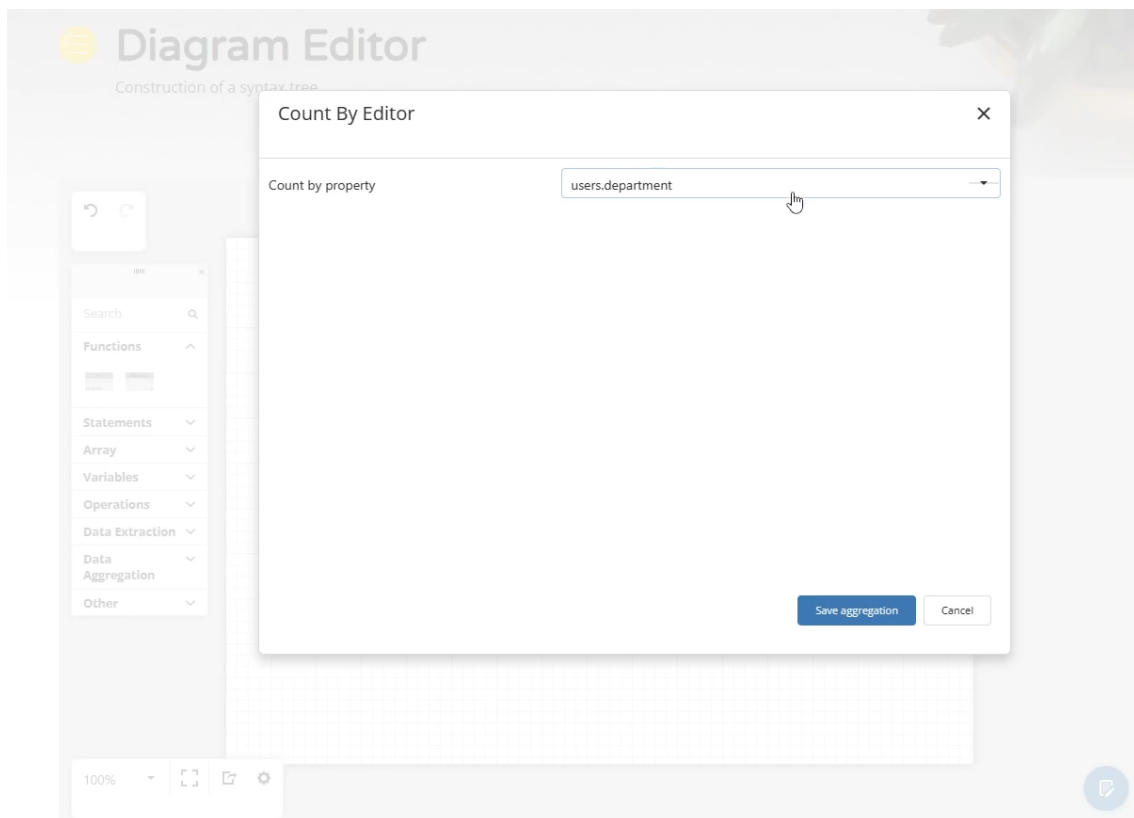 Diagram Editor
Construction of a syntax tree
Count By Editor
Count by property
users.department
Search
Functions
Statements
Array
Variables
Operations
Data Extraction
Data
Aggregation
Other
Save aggregation
Cancel
100%